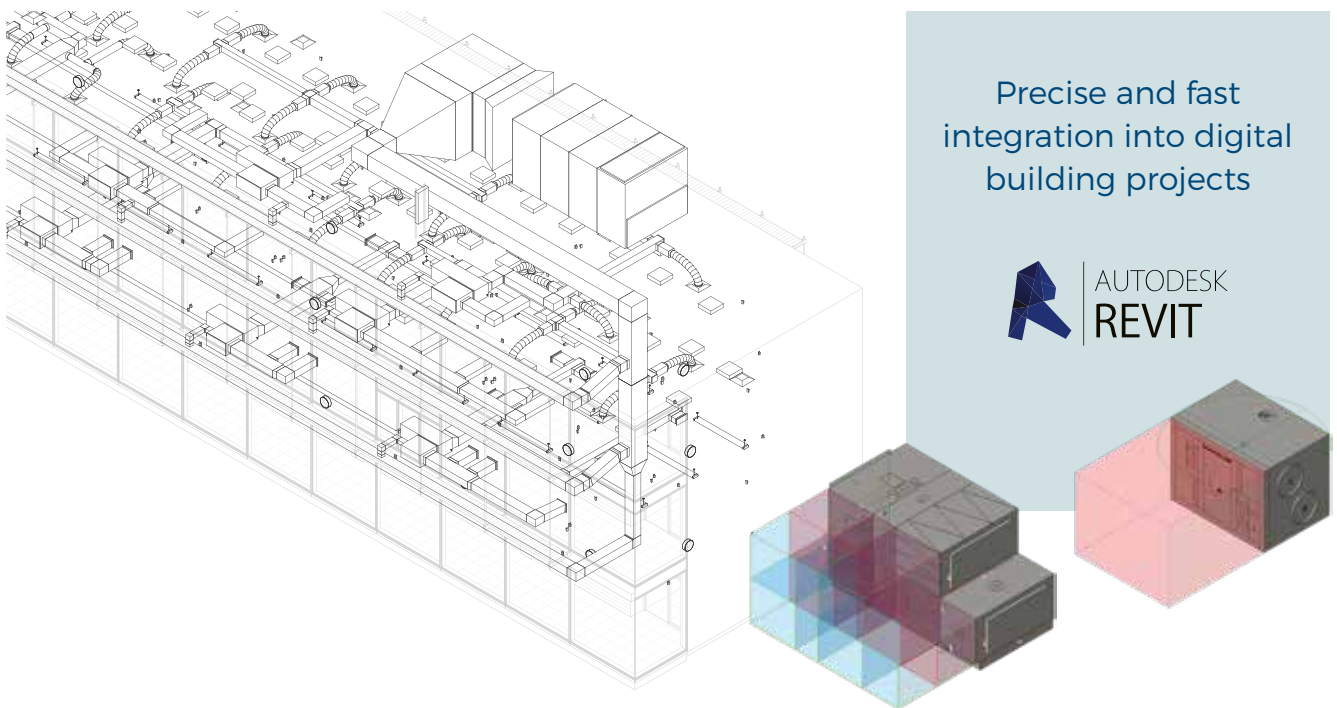 Precise and fast
integration into digital
building projects
AUTODESK
REVIT